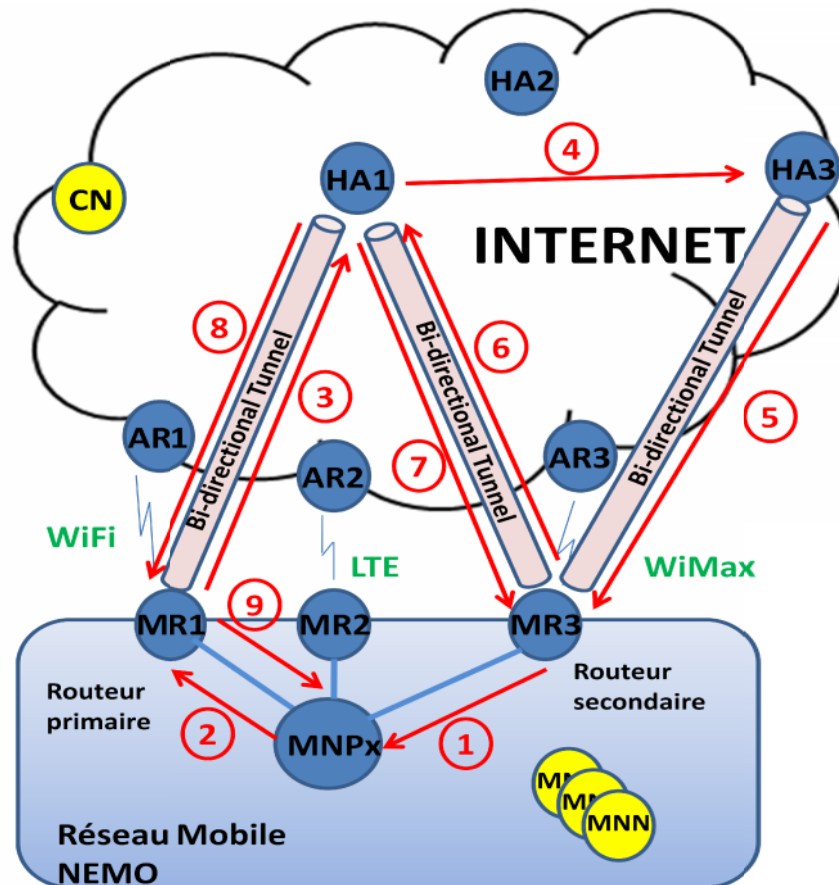 HA2
4
HA1
HA3
CN
INTERNET
8
6
3
5
7
Bi-directional Tunnel
Bi-directional Tunnel
Bi-directional Tunnel
AR1
AR2
AR3
WiFi
LTE
WiMax
MR1
9
MR2
MR3
Routeur
primaire
Routeur
secondaire
2
MNPx
1
MNN
Réseau Mobile
NEMO